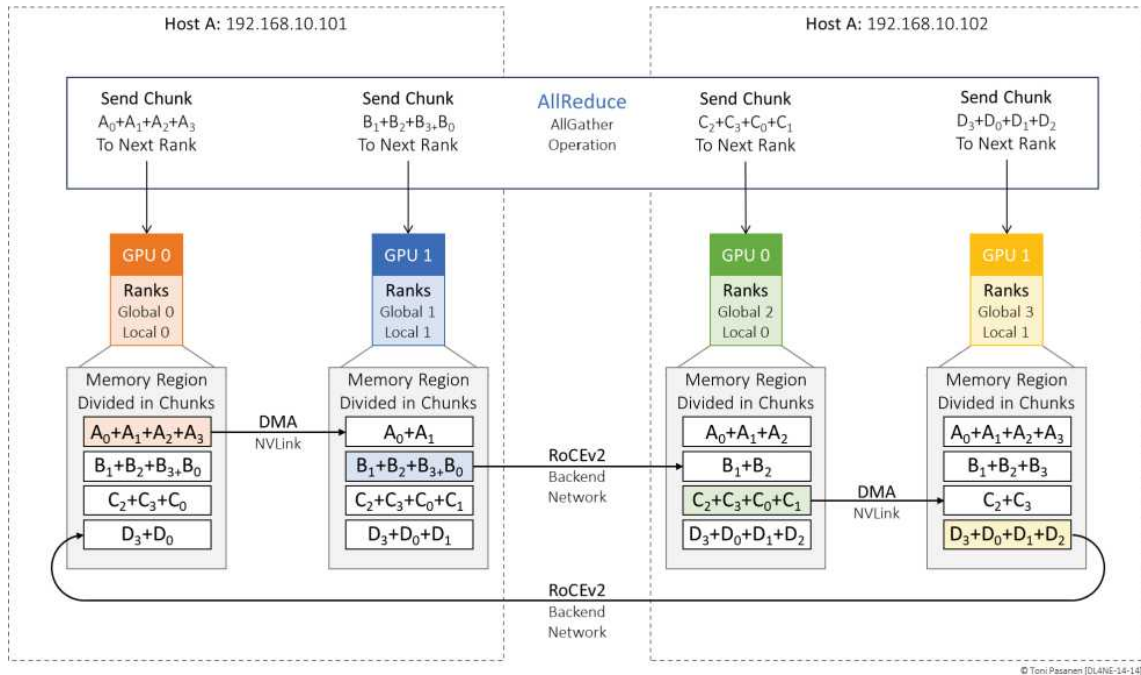 Host A: 192.168.10.101
Host A: 192.168.10.102
Send Chunk
A₀+A₁+A₂+A₃
To Next Rank
Send Chunk
B₁+B₂+B₃₊B₀
To Next Rank
AllReduce
AllGather
Operation
Send Chunk
C₂+C₃+C₀+C₁
To Next Rank
Send Chunk
D₃+D₀+D₁+D₂
To Next Rank
GPU 0
Ranks
Global 0
Local 0
GPU 1
Ranks
Global 1
Local 1
GPU 0
Ranks
Global 2
Local 0
GPU 1
Ranks
Global 3
Local 1
Memory Region
Divided in Chunks
A₀+A₁+A₂+A₃
B₁+B₂+B₃₊B₀
C₂+C₃+C₀
D₃+D₀
DMA
NVLink
Memory Region
Divided in Chunks
A₀+A₁
B₁+B₂+B₃₊B₀
C₂+C₃+C₀+C₁
D₃+D₀+D₁
RoCEv2
Backend
Network
Memory Region
Divided in Chunks
A₀+A₁+A₂
B₁+B₂
C₂+C₃+C₀+C₁
D₃+D₀+D₁+D₂
DMA
NVLink
Memory Region
Divided in Chunks
A₀+A₁+A₂+A₃
B₁+B₂+B₃
C₂+C₃
D₃+D₀+D₁+D₂
RoCEv2
Backend
Network
© Toni Pasanen [DL4NE-14-14]